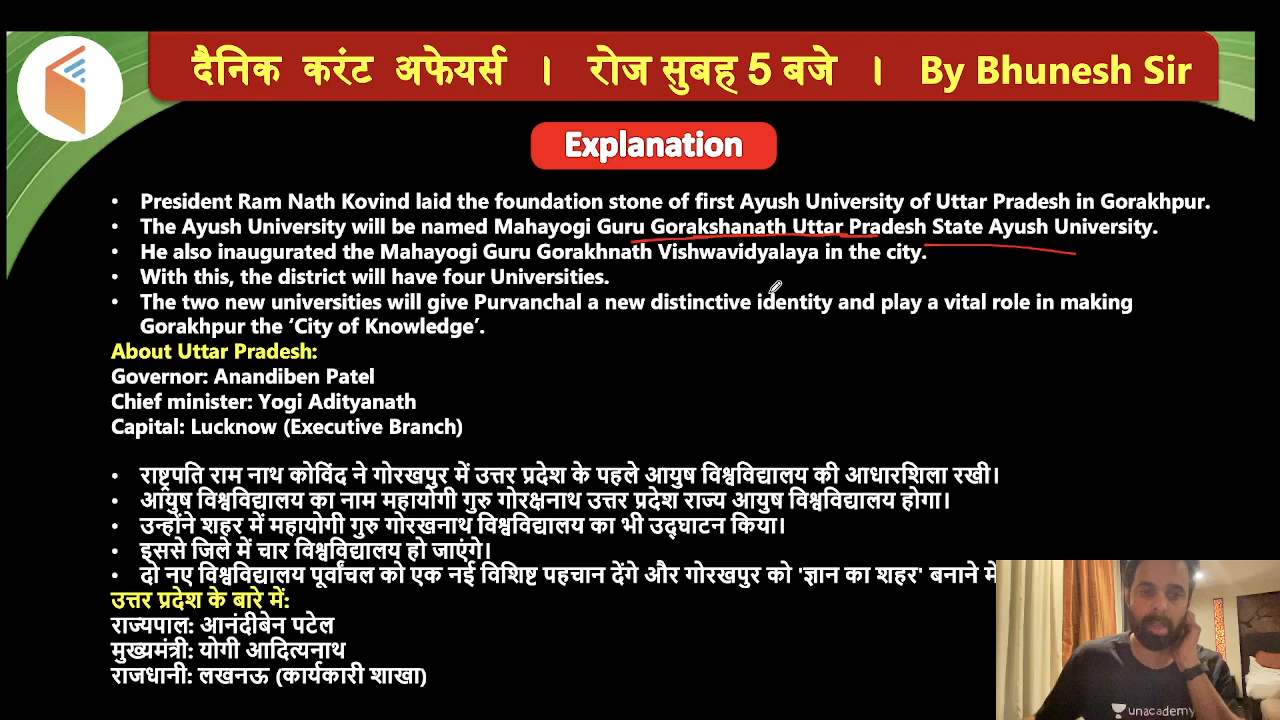 दैनिक करंट अफेयर्स । रोज सुबह 5 बजे । By Bhunesh Sir
Explanation
• President Ram Nath Kovind laid the foundation stone of first Ayush University of Uttar Pradesh in Gorakhpur.
• The Ayush University will be named Mahayogi Guru Gorakshanath Uttar Pradesh State Ayush University.
• He also inaugurated the Mahayogi Guru Gorakhnath Vishwavidyalaya in the city.
• With this, the district will have four Universities.
• The two new universities will give Purvanchal a new distinctive identity and play a vital role in making
Gorakhpur the ‘City of Knowledge’.
About Uttar Pradesh:
Governor: Anandiben Patel
Chief minister: Yogi Adityanath
Capital: Lucknow (Executive Branch)
• राष्ट्रपति राम नाथ कोविंद ने गोरखपुर में उत्तर प्रदेश के पहले आयुष विश्वविद्यालय की आधारशिला रखी।
• आयुष विश्वविद्यालय का नाम महायोगी गुरु गोरक्षनाथ उत्तर प्रदेश राज्य आयुष विश्वविद्यालय होगा।
• उन्होंने शहर में महायोगी गुरु गोरखनाथ विश्वविद्यालय का भी उद्घाटन किया।
• इससे जिले में चार विश्वविद्यालय हो जाएंगे।
• दो नए विश्वविद्यालय पूर्वांचल को एक नई विशिष्ट पहचान देंगे और गोरखपुर को 'ज्ञान का शहर' बनाने में
उत्तर प्रदेश के बारे में:
राज्यपाल: आनंदीबेन पटेल
मुख्यमंत्री: योगी आदित्यनाथ
राजधानी: लखनऊ (कार्यकारी शाखा)
unacademy